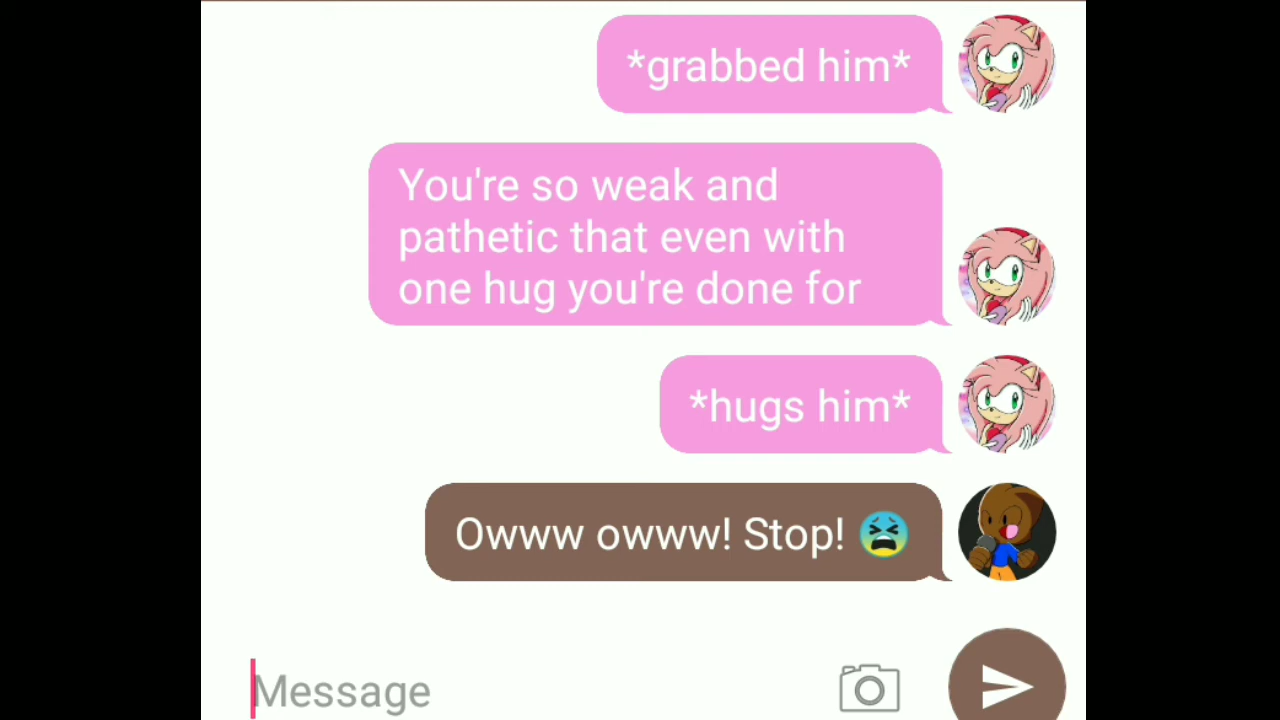 *grabbed him*
You're so weak and
pathetic that even with
one hug you're done for
*hugs him*
Owww owww! Stop! 😫
Message